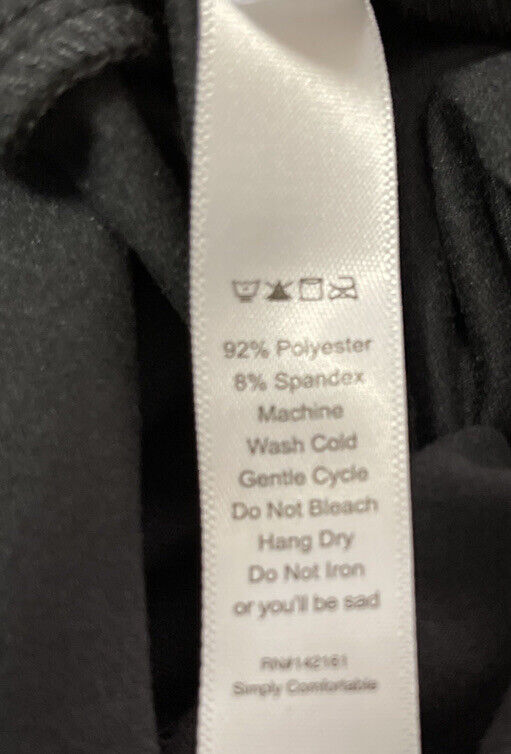 92% Polyester
8% Spandex
Machine
Wash Cold
Gentle Cycle
Do Not Bleach
Hang Dry
Do Not Iron
or you'll be sad
RN#142161
Simply Comfortable